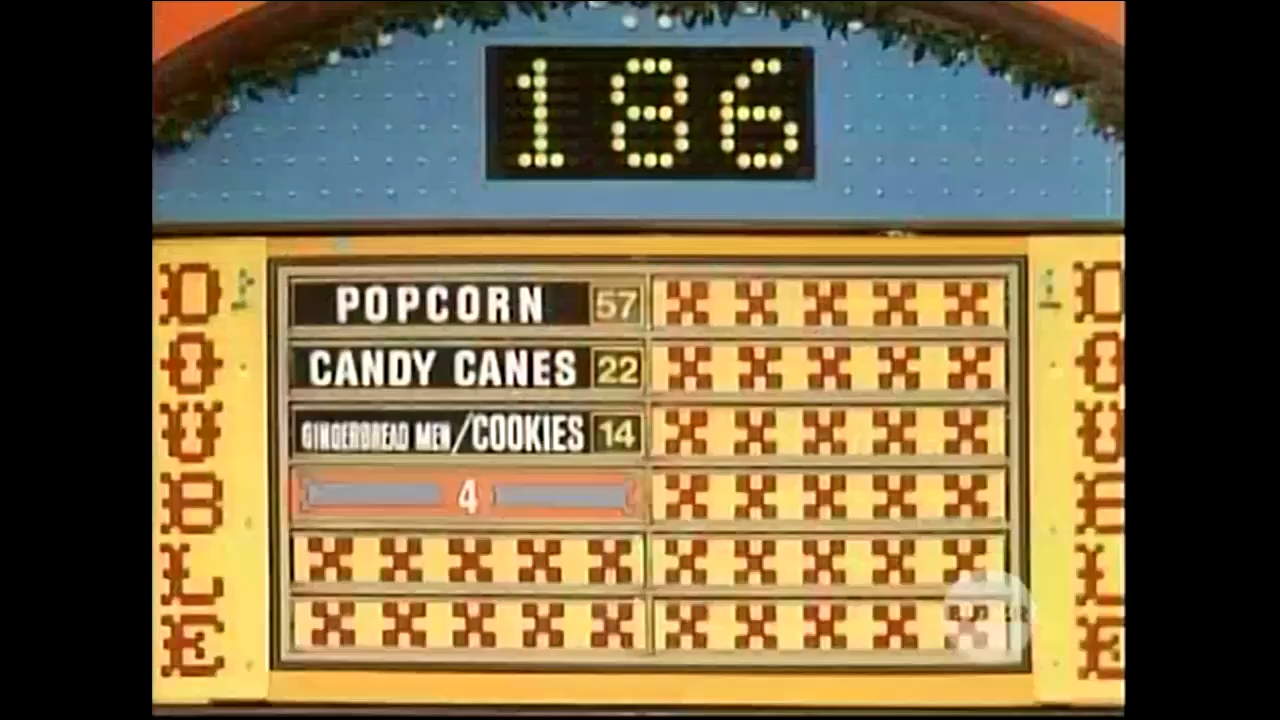 186
POPCORN 57
CANDY CANES 22
GINGERBREAD MEN/COOKIES 14
4
DOUBLE
DOUBLE